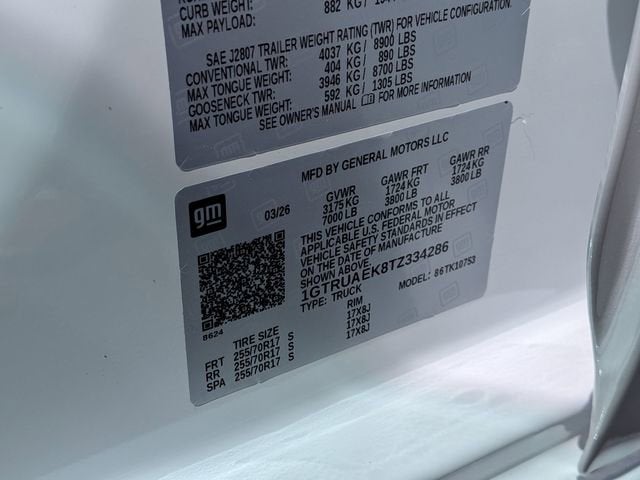 CURB WEIGHT: 882 KG/
MAX PAYLOAD:
SAE J2807 TRAILER WEIGHT RATING (TWR) FOR VEHICLE CONFIGURATION.
CONVENTIONAL TWR: 4037 KG/ 8900 LBS
MAX TONGUE WEIGHT: 404 KG/ 890 LBS
GOOSENECK TWR: 3946 KG/ 8700 LBS
MAX TONGUE WEIGHT: 592 KG/ 1305 LBS
SEE OWNER'S MANUAL FOR MORE INFORMATION
gm
MFD BY GENERAL MOTORS LLC
03/26
GVWR GAWR FRT GAWR RR
3175 KG 1724 KG 1724 KG
7000 LB 3800 LB 3800 LB
THIS VEHICLE CONFORMS TO ALL
APPLICABLE U.S. FEDERAL MOTOR
VEHICLE SAFETY STANDARDS IN EFFECT
ON THE DATE OF MANUFACTURE
SHOWN ABOVE.
1GTRUAEK8TZ334286
TYPE: TRUCK MODEL: 86TK10753
8624
TIRE SIZE RIM
FRT 255/70R17 S 17X8J
RR 255/70R17 S 17X8J
SPA 255/70R17 S 17X8J